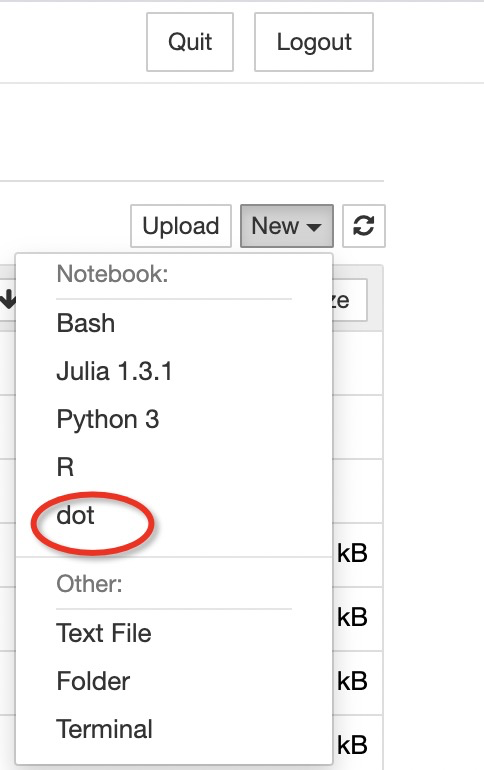 Quit Logout
Upload New
Notebook:
ze
Bash
Julia 1.3.1
Python 3
R
dot
kB
Other:
kB
Text File
Folder kB
Terminal
kB